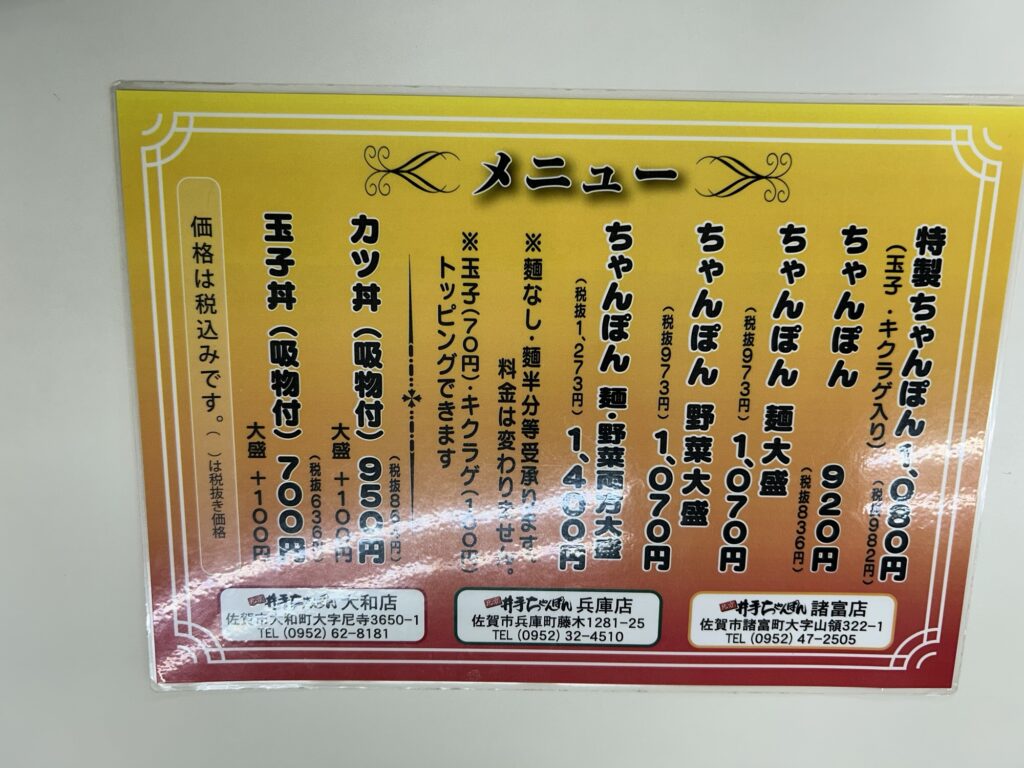 メニュー
特製ちゃんぽん 1,080円
(玉子・キクラゲ入り) (税抜982円)
ちゃんぽん 920円
(税抜836円)
ちゃんぽん 麺大盛 1,070円
(税抜973円)
ちゃんぽん 野菜大盛 1,070円
(税抜973円)
ちゃんぽん 麺・野菜両方大盛 1,400円
(税抜1,273円)
※麺なし・麺半分等受承ります。
料金は変わりません。
※玉子(70円)・キクラゲ(100円)
トッピングできます
カツ丼(吸物付) 950円
大盛 +100円
玉子丼(吸物付) 700円
(税抜636円)
大盛 +100円
価格は税込みです。( )は税抜き価格
井手ちゃんぽん 大和店
佐賀市大和町大字尼寺3650-1
TEL (0952) 62-8181
井手ちゃんぽん 兵庫店
佐賀市兵庫町藤木1281-25
TEL (0952) 32-4510
井手ちゃんぽん 諸富店
佐賀市諸富町大字山領322-1
TEL (0952) 47-2505